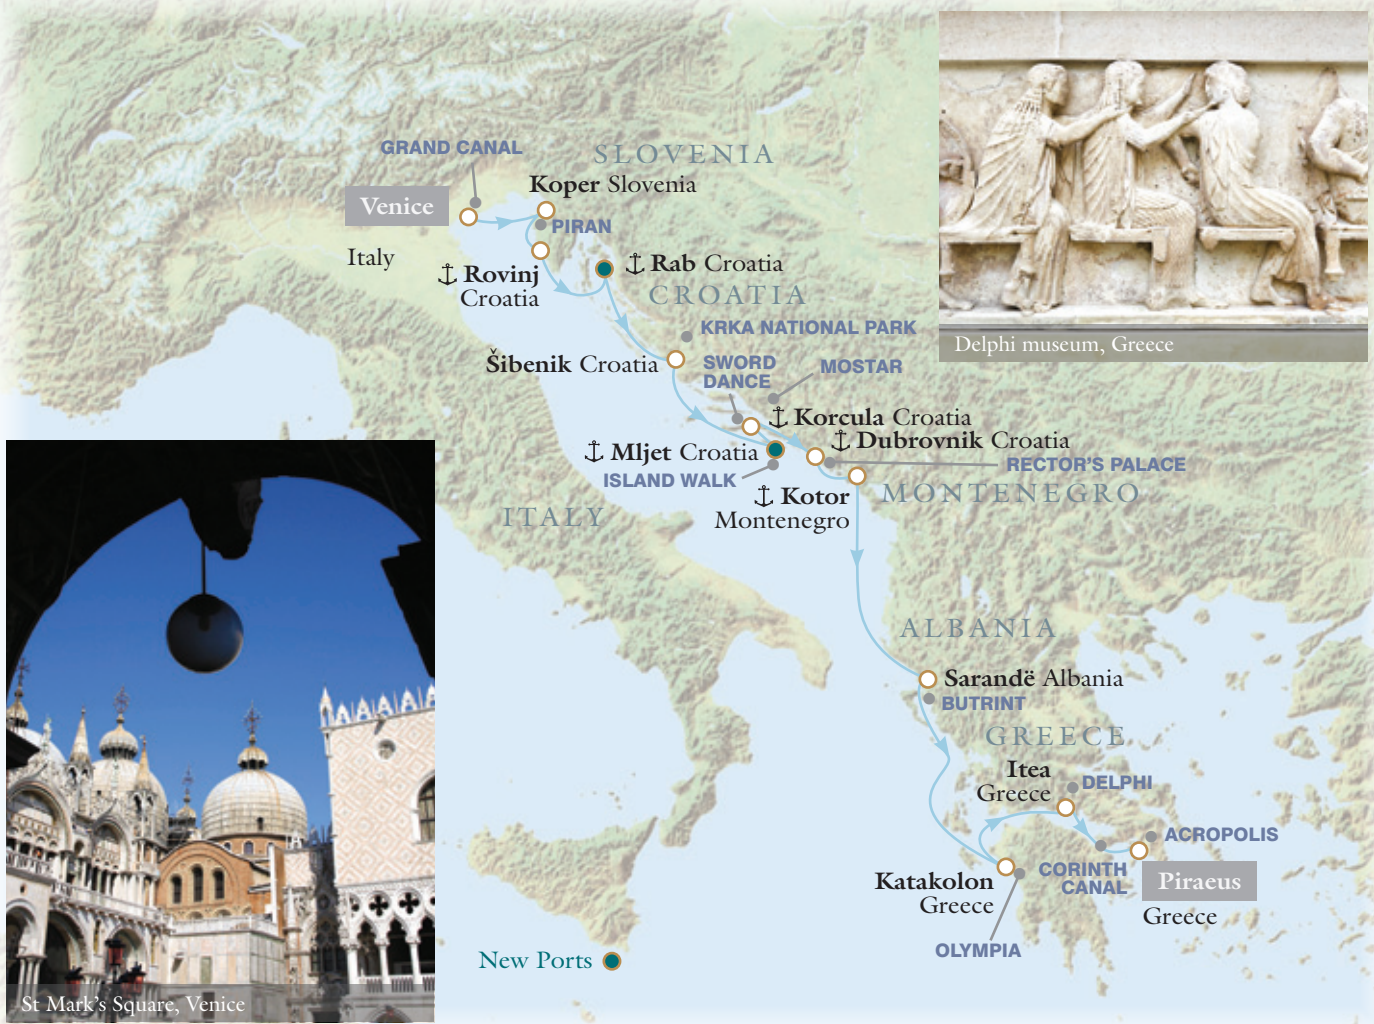 GRAND CANAL
SLOVENIA
Koper Slovenia
Venice
PIRAN
Italy
Rovinj
Croatia
Rab Croatia
CROATIA
KRKA NATIONAL PARK
Delphi museum, Greece
Šibenik Croatia
SWORD
DANCE
MOSTAR
Korcula Croatia
Dubrovnik Croatia
Mljet Croatia
RECTOR'S PALACE
ISLAND WALK
Kotor
Montenegro
MONTENEGRO
ITALY
ALBANIA
Sarandë Albania
BUTRINT
GREECE
Itea
Greece
DELPHI
ACROPOLIS
CORINTH
CANAL
Piraeus
Greece
Katakolon
Greece
OLYMPIA
New Ports
St Mark's Square, Venice